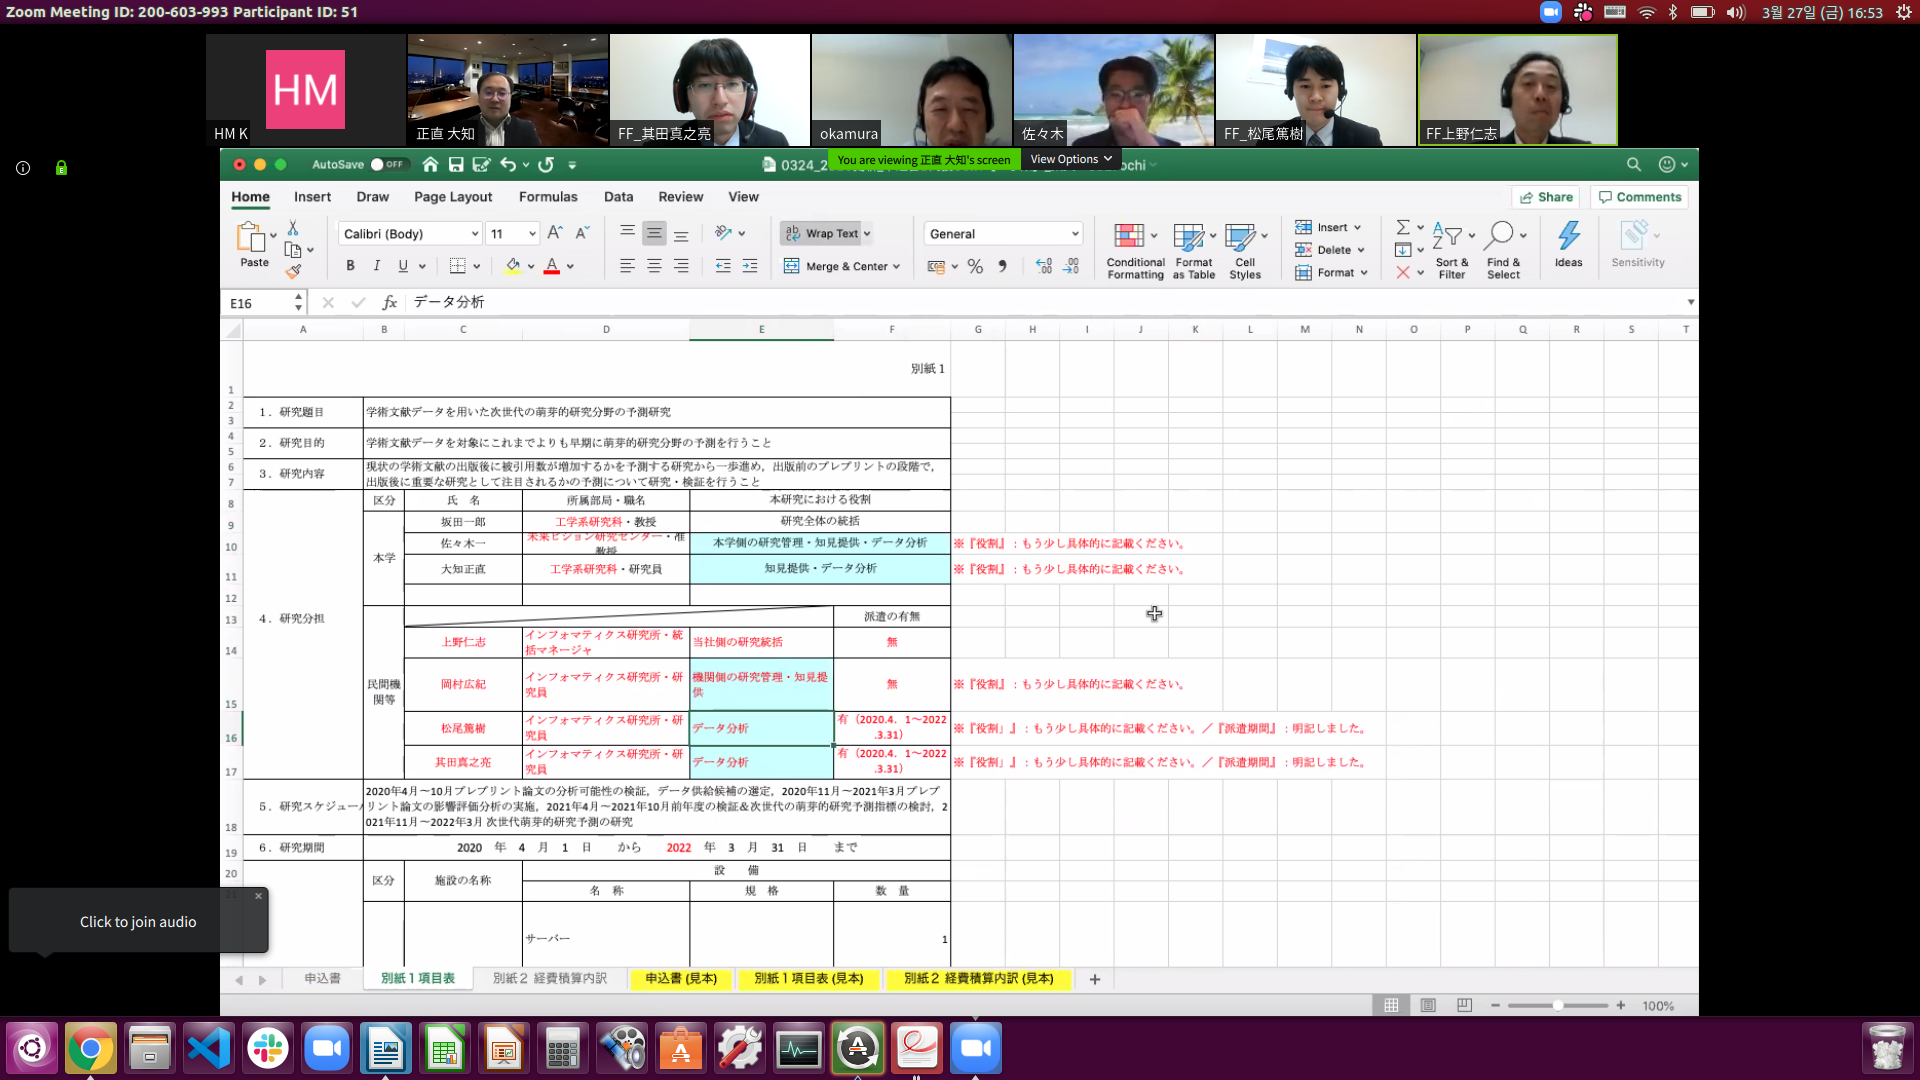 Zoom Meeting ID: 200-603-993 Participant ID: 51
3월 27일 (금) 16:53
HM
HM K
正直 大知
FF_其田真之亮
okamura
佐々木
FF_松尾篤樹
FF上野仁志
AutoSave OFF
0324_2
You are viewing 正直 大知's screen
View Options
ochi
Home Insert Draw Page Layout Formulas Data Review View
Share
Comments
Paste
Calibri (Body)
11
B I U
Wrap Text
Merge & Center
General
Conditional Formatting
Format as Table
Cell Styles
Insert
Delete
Format
Sort & Filter
Find & Select
Ideas
Sensitivity
E16
fx
データ分析
A B C D E F G H I J K L M N O P Q R S T
1
別紙 1
2
3
1．研究題目 学術文献データを用いた次世代の萌芽的研究分野の予測研究
4
5
2．研究目的 学術文献データを対象にこれまでよりも早期に萌芽的研究分野の予測を行うこと
6
7
3．研究内容 現状の学術文献の出版後に被引用数が増加するかを予測する研究から一歩進め，出版前のプレプリントの段階で，
出版後に重要な研究として注目されるかの予測について研究・検証を行うこと
8 区分 氏 名 所属部局・職名 本研究における役割
9 坂田一郎 工学系研究科・教授 研究全体の統括
10 佐々木一 未来ビジョン研究センター・准教授 本学側の研究管理・知見提供・データ分析 ※『役割』：もう少し具体的に記載ください。
本学
11 大知正直 工学系研究科・研究員 知見提供・データ分析 ※『役割』：もう少し具体的に記載ください。
12
13 4．研究分担 派遣の有無
14 上野仁志 インフォマティクス研究所・統括マネージャ 当社側の研究統括 無
民間機関等
15 岡村広紀 インフォマティクス研究所・研究員 機関側の研究管理・知見提供 無 ※『役割』：もう少し具体的に記載ください。
16 松尾篤樹 インフォマティクス研究所・研究員 データ分析 有（2020.4．1～2022.3.31） ※『役割」』：もう少し具体的に記載ください。／『派遣期間』：明記しました。
17 其田真之亮 インフォマティクス研究所・研究員 データ分析 有（2020.4．1～2022.3.31） ※『役割」』：もう少し具体的に記載ください。／『派遣期間』：明記しました。
18 5．研究スケジュール 2020年4月～10月プレプリント論文の分析可能性の検証，データ供給候補の選定，2020年11月～2021年3月プレプ
リント論文の影響評価分析の実施，2021年4月～2021年10月前年度の検証＆次世代の萌芽的研究予測指標の検討，2
021年11月～2022年3月 次世代萌芽的研究予測の研究
19 6．研究期間 2020 年 4 月 1 日 から 2022 年 3 月 31 日 まで
20 区分 施設の名称 設 備
21 名 称 規 格 数 量
サーバー 1
Click to join audio
申込書 別紙１項目表 別紙２ 経費積算内訳 申込書 (見本) 別紙１項目表 (見本) 別紙２ 経費積算内訳 (見本)
100%